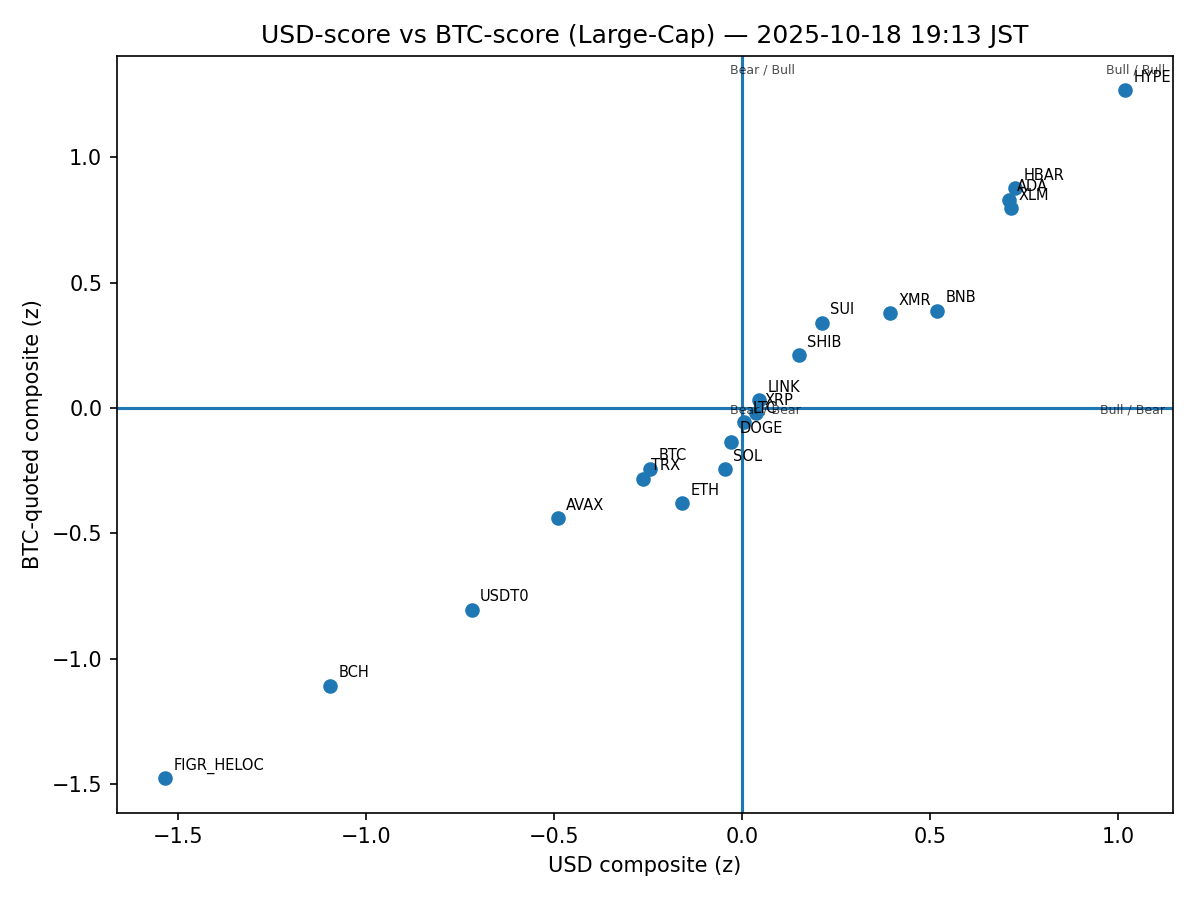 USD-score vs BTC-score (Large-Cap) — 2025-10-18 19:13 JST
Bear / Bull
Bull / Bull
HYPE
HBAR
ADA
XLM
BNB
XMR
SUI
SHIB
LINK
XRP
LTC
Bear / Bear
Bull / Bear
DOGE
BTC
SOL
TRX
ETH
AVAX
USDT0
BCH
FIGR_HELOC
1.0
0.5
0.0
−0.5
−1.0
−1.5
BTC-quoted composite (z)
−1.5
−1.0
−0.5
0.0
0.5
1.0
USD composite (z)